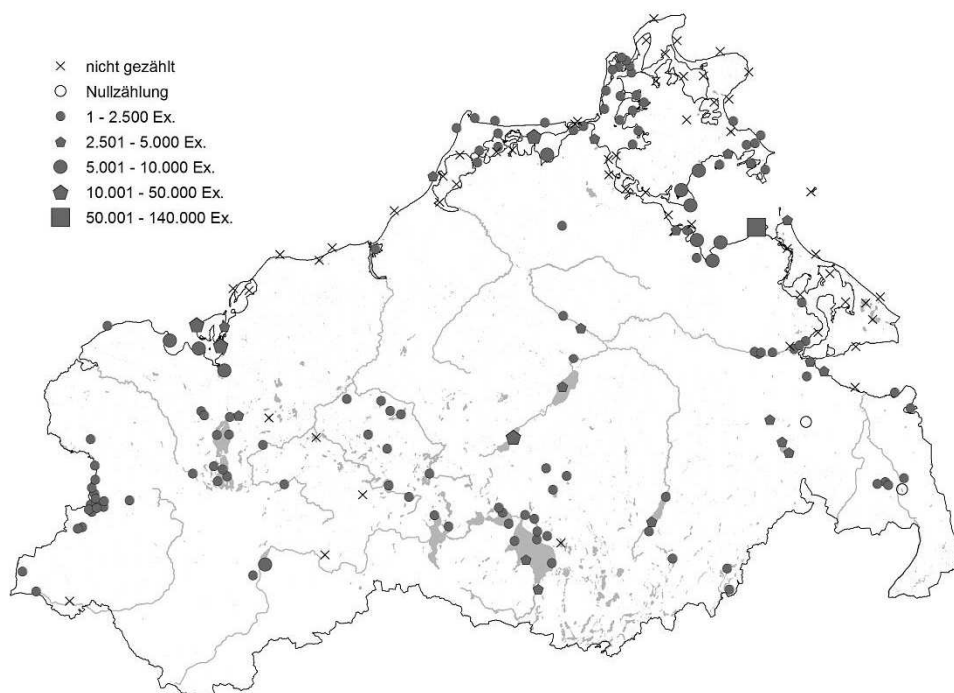 nicht gezählt
Nullzählung
1 - 2.500 Ex.
2.501 - 5.000 Ex.
5.001 - 10.000 Ex.
10.001 - 50.000 Ex.
50.001 - 140.000 Ex.